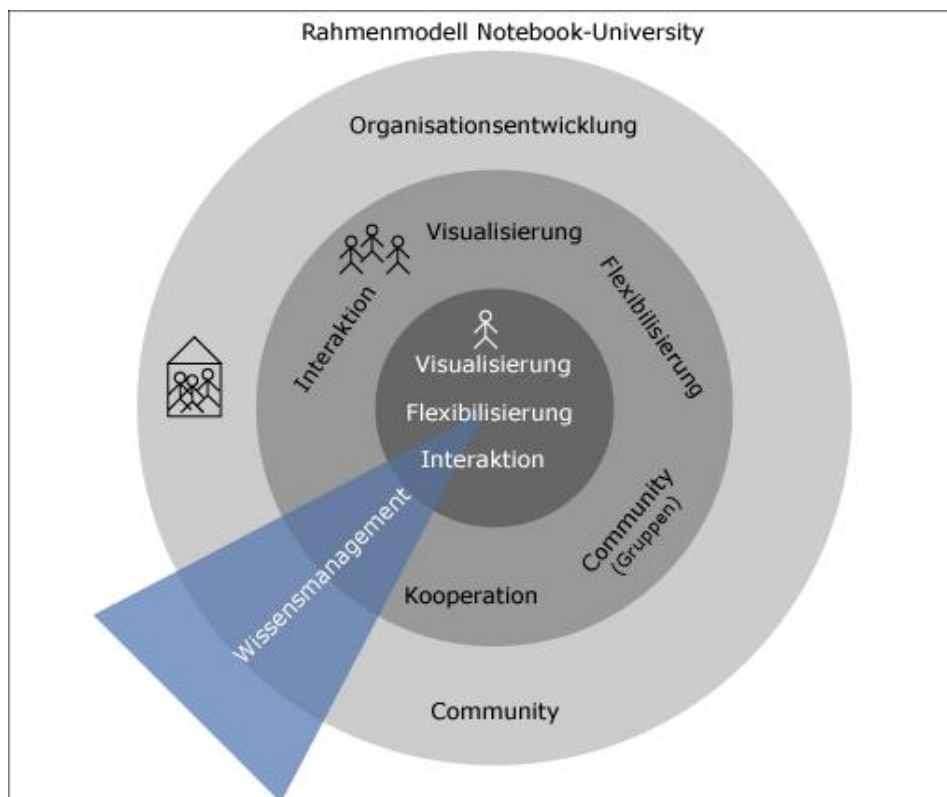 Rahmenmodell Notebook-University
Organisationsentwicklung
Visualisierung
Flexibilisierung
Interaktion
Visualisierung
Flexibilisierung
Interaktion
Wissensmanagement
Community
(Gruppen)
Kooperation
Community